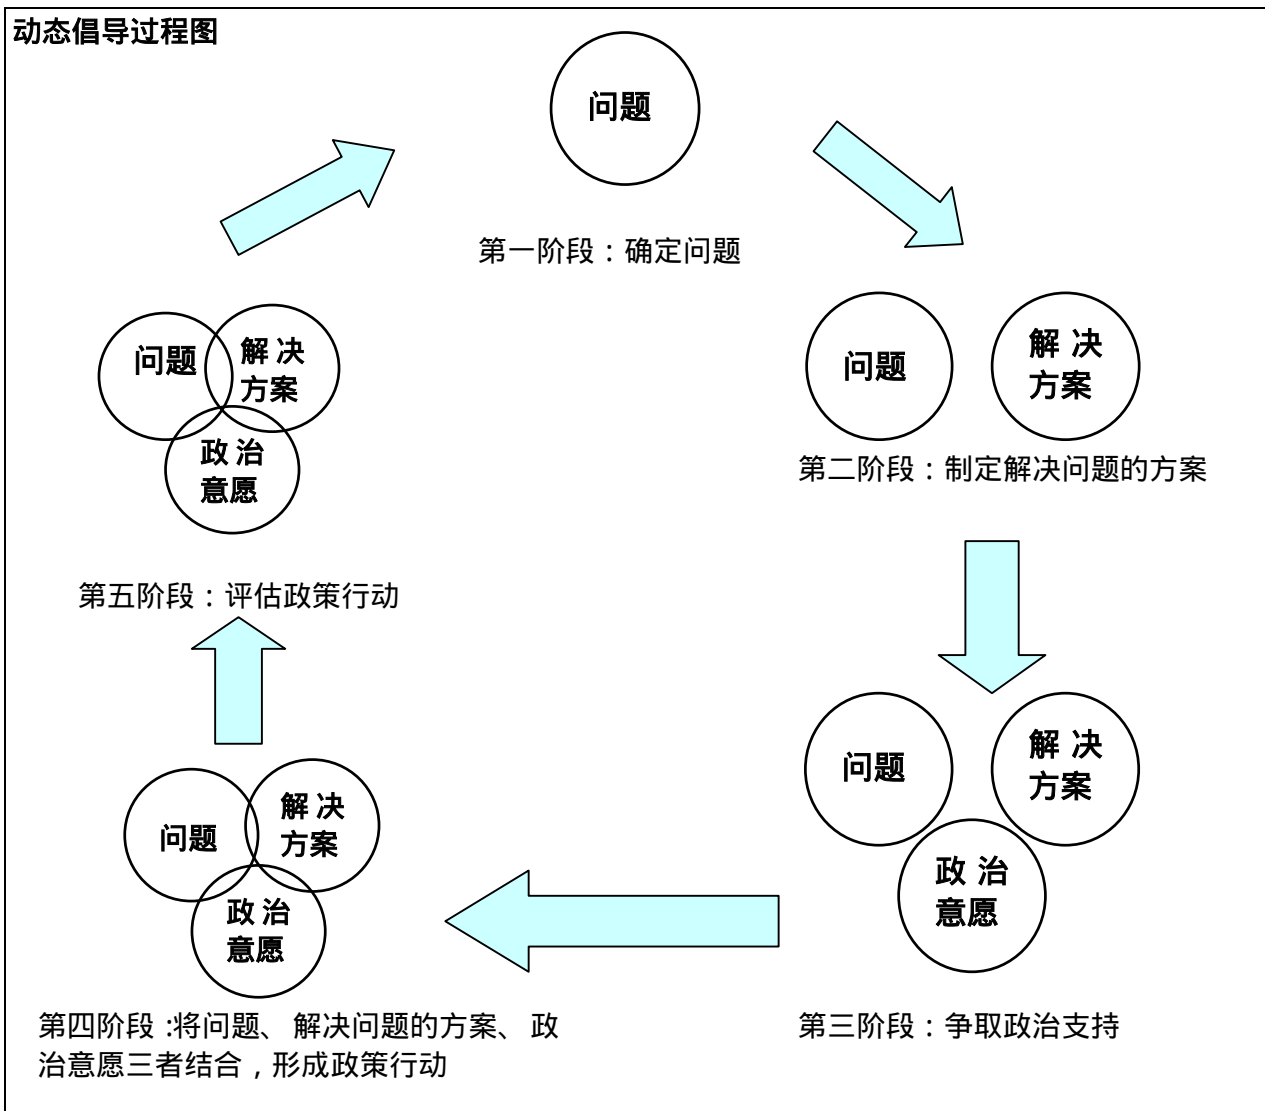 动态倡导过程图
问题
第一阶段：确定问题
问题
解 决
方案
第二阶段：制定解决问题的方案
问题
解 决
方案
政 治
意愿
第三阶段：争取政治支持
问题
解 决
方案
政 治
意愿
第四阶段 :将问题、 解决问题的方案、 政
治意愿三者结合，形成政策行动
问题
解 决
方案
政 治
意愿
第五阶段：评估政策行动